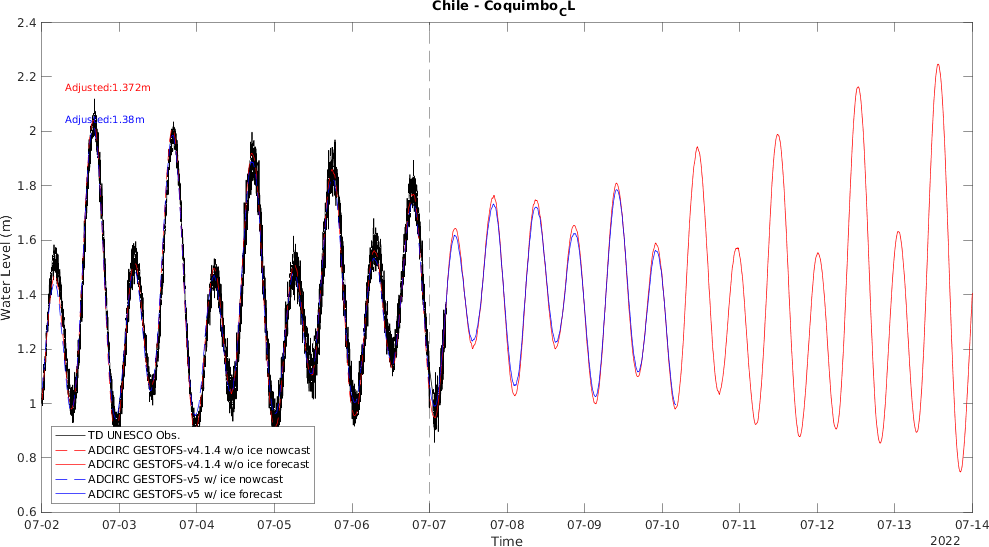 Chile - Coquimbo_CL
2.4
2.2
2
1.8
1.6
1.4
1.2
1
0.8
0.6
Water Level (m)
Adjusted:1.372m
Adjusted:1.38m
TD UNESCO Obs.
ADCIRC GESTOFS-v4.1.4 w/o ice nowcast
ADCIRC GESTOFS-v4.1.4 w/o ice forecast
ADCIRC GESTOFS-v5 w/ ice nowcast
ADCIRC GESTOFS-v5 w/ ice forecast
07-02 07-03 07-04 07-05 07-06 07-07 07-08 07-09 07-10 07-11 07-12 07-13 07-14
Time
2022